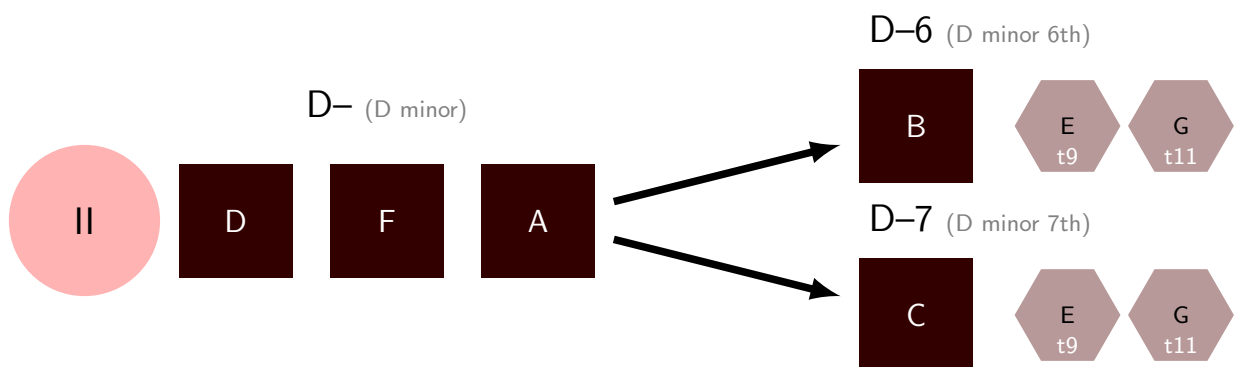 D–6 (D minor 6th)
D– (D minor)
B E G
t9 t11
II D F A
D–7 (D minor 7th)
C E G
t9 t11